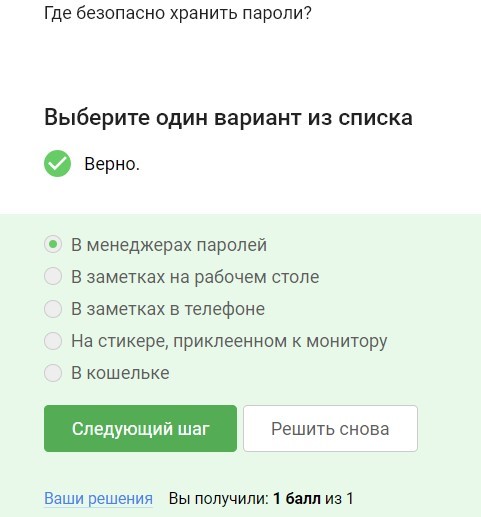 Где безопасно хранить пароли?
Выберите один вариант из списка
Верно.
В менеджерах паролей
В заметках на рабочем столе
В заметках в телефоне
На стикере, приклеенном к монитору
В кошельке
Следующий шаг Решить снова
Ваши решения Вы получили: 1 балл из 1